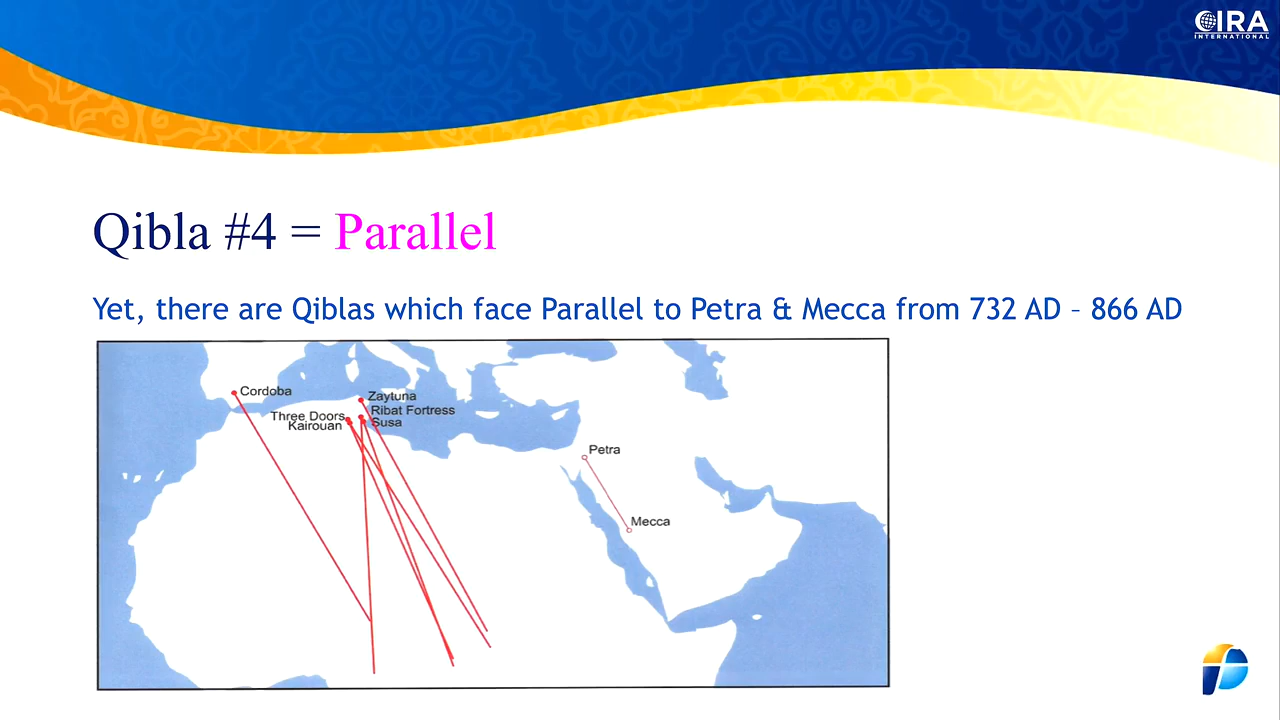 CIRA
INTERNATIONAL
Qibla #4 = Parallel
Yet, there are Qiblas which face Parallel to Petra & Mecca from 732 AD – 866 AD
Cordoba
Zaytuna
Three Doors
Ribat Fortress
Kairouan
Susa
Petra
Mecca